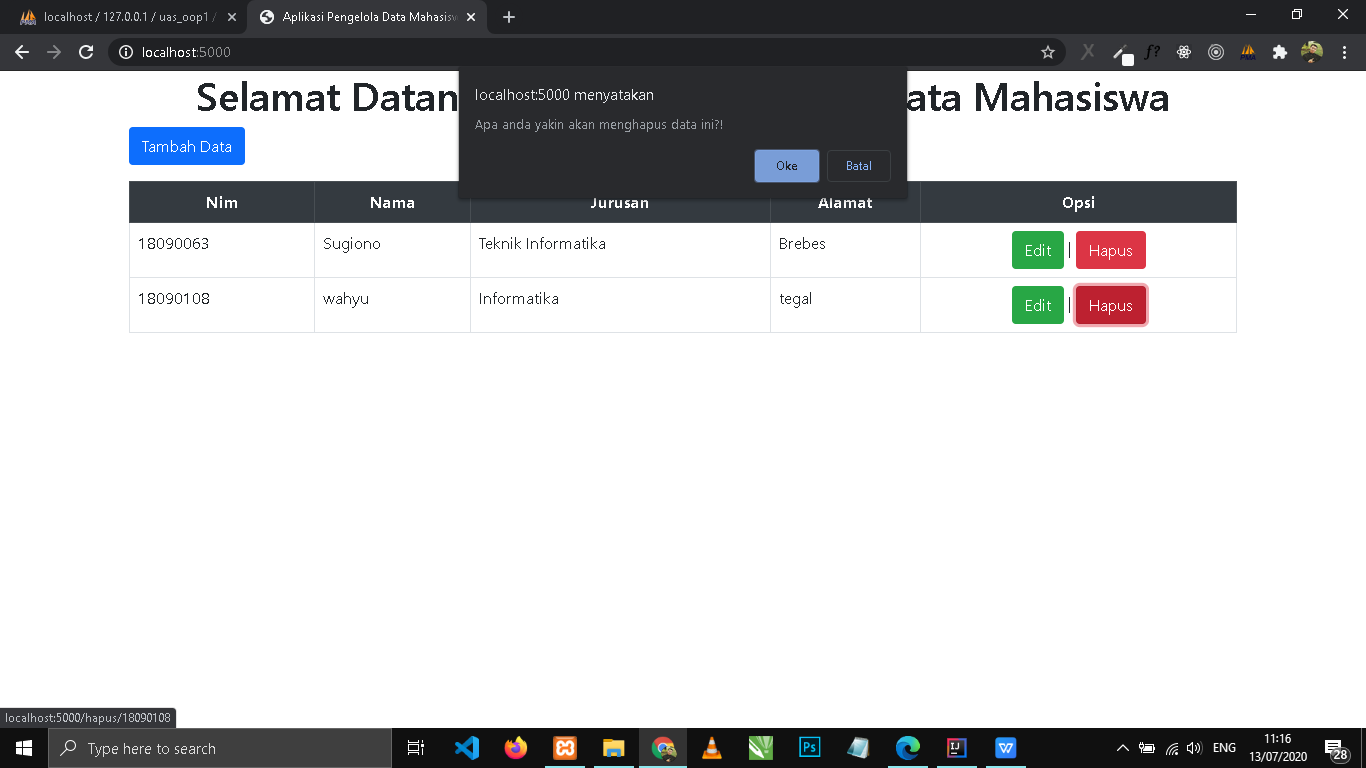 localhost / 127.0.0.1 / uas_oop1 /
Aplikasi Pengelola Data Mahasisw
localhost:5000
f?
Selamat Datan
ata Mahasiswa
localhost:5000 menyatakan
Apa anda yakin akan menghapus data ini?!
Oke Batal
Tambah Data
Nim Nama Jurusan Alamat Opsi
18090063 Sugiono Teknik Informatika Brebes Edit | Hapus
18090108 wahyu Informatika tegal Edit | Hapus
localhost:5000/hapus/18090108
Type here to search
Ps
IJ
W
ENG
11:16
13/07/2020
28